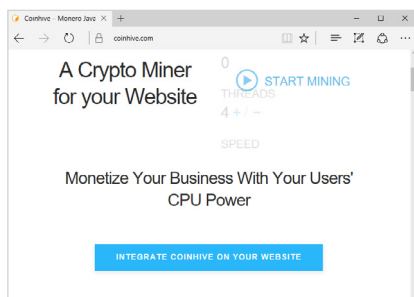 Coinhive – Monero Java
coinhive.com
A Crypto Miner
for your Website
0
START MINING
THREADS
4 + / −
SPEED
Monetize Your Business With Your Users'
CPU Power
INTEGRATE COINHIVE ON YOUR WEBSITE